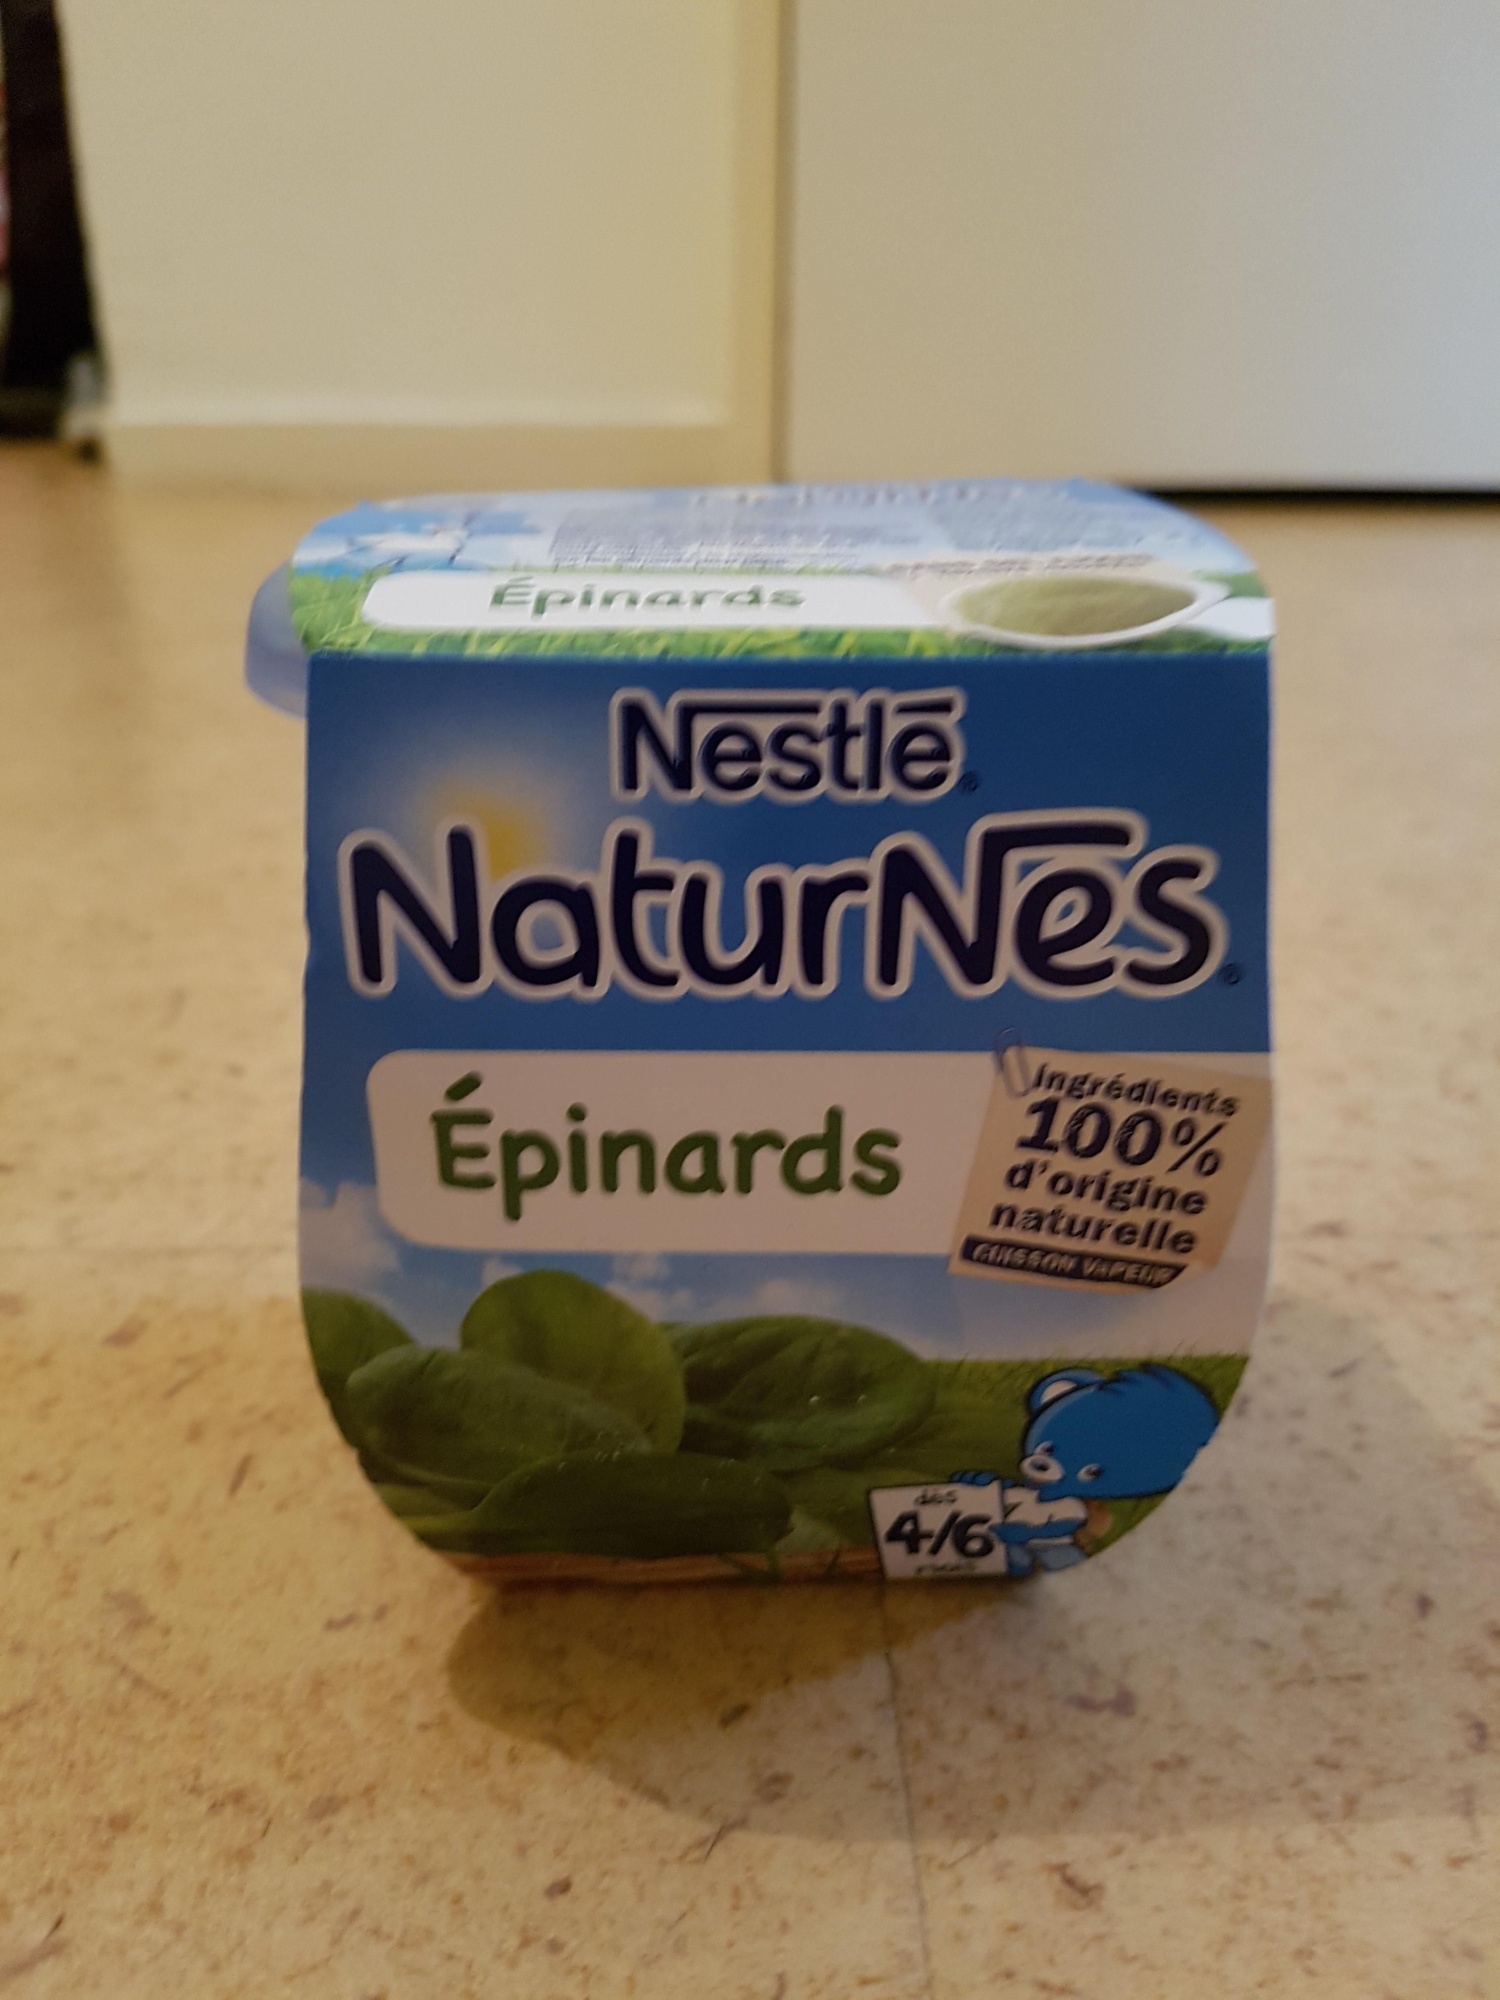 Épinards
Nestlé
NaturNes
Épinards
ingrédients
100%
d'origine
naturelle
CUISSON VAPEUR
dès
4/6
mois